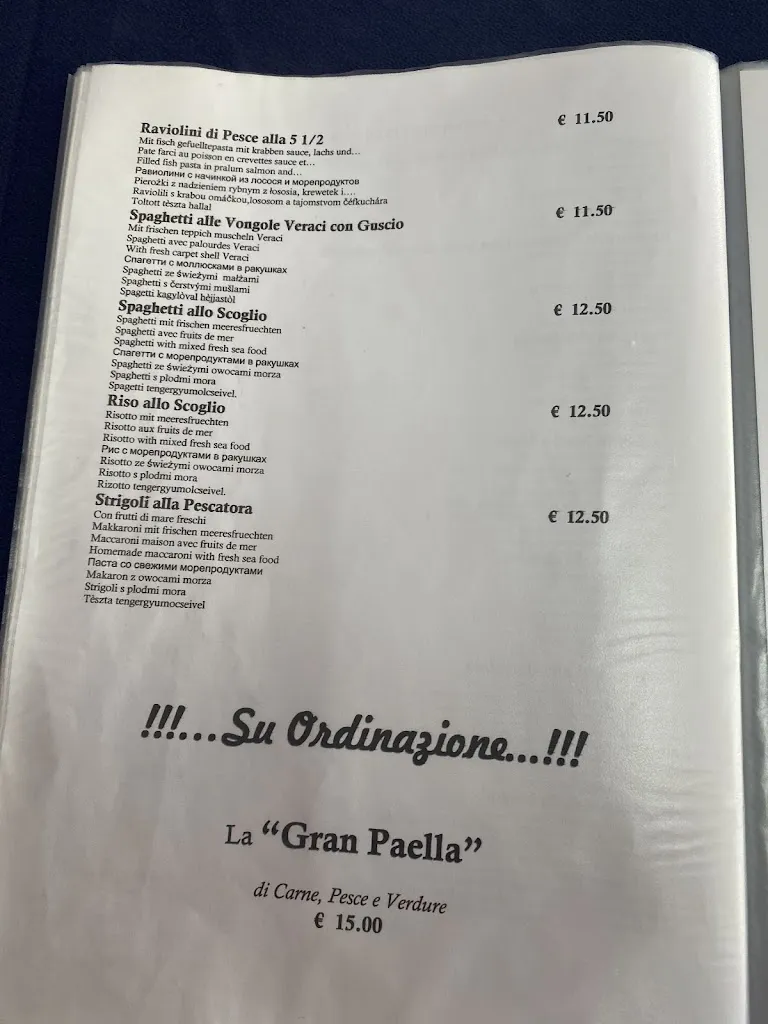 Raviolini di Pesce alla 5 1/2 € 11.50
Mit fisch gefuelltepasta mit krabben sauce, lachs und...
Pate farci au poisson en crevettes sauce et...
Filled fish pasta in pralum salmon and...
Равиолини с начинкой из лосося и морепродуктов
Pierożki z nadzieniem rybnym z łososia, krewetek i....
Raviolili s krabou omáčkou,lososom a tajomstvom čéfkuchára
Toltott tèszta hallal
Spaghetti alle Vongole Veraci con Guscio € 11.50
Mit frischen teppich muscheln Veraci
Spaghetti avec palourdes Veraci
With fresh carpet shell Veraci
Спагетти с моллюсками в ракушках
Spaghetti ze świeżymi małżami
Spaghetti s čerstvými mušlami
Spagetti kagylòval hèjjastòl
Spaghetti allo Scoglio € 12.50
Spaghetti mit frischen meeresfruechten
Spaghetti avec fruits de mer
Spaghetti with mixed fresh sea food
Спагетти с морепродуктами в ракушках
Spaghetti ze świeżymi owocami morza
Spaghetti s plodmi mora
Spagetti tengergyumolcseivel.
Riso allo Scoglio € 12.50
Risotto mit meeresfruechten
Risotto aux fruits de mer
Risotto with mixed fresh sea food
Рис с морепродуктами в ракушках
Risotto ze świeżymi owocami morza
Risotto s plodmi mora
Rizotto tengergyumolcseivel.
Strigoli alla Pescatora € 12.50
Con frutti di mare freschi
Makkaroni mit frischen meeresfruechten
Maccaroni maison avec fruits de mer
Homemade maccaroni with fresh sea food
Паста со свежими морепродуктами
Makaron z owocami morza
Strigoli s plodmi mora
Tèszta tengergyumocseivel
!!!...Su Ordinazione...!!!
La “Gran Paella”
di Carne, Pesce e Verdure
€ 15.00